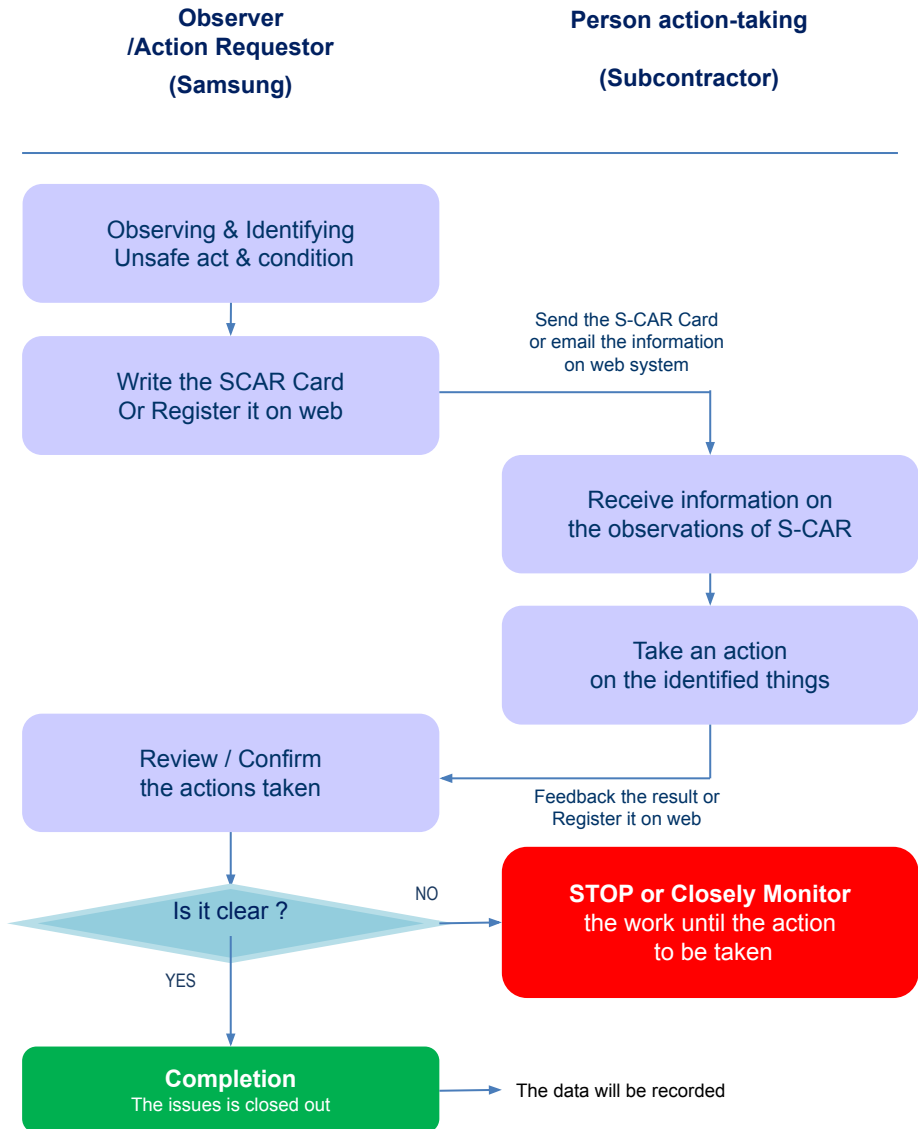 Observer
/Action Requestor
(Samsung)
Person action-taking
(Subcontractor)
Observing & Identifying
Unsafe act & condition
Send the S-CAR Card
or email the information
on web system
Write the SCAR Card
Or Register it on web
Receive information on
the observations of S-CAR
Take an action
on the identified things
Review / Confirm
the actions taken
Feedback the result or
Register it on web
Is it clear ?
NO
STOP or Closely Monitor
the work until the action
to be taken
YES
Completion
The issues is closed out
The data will be recorded